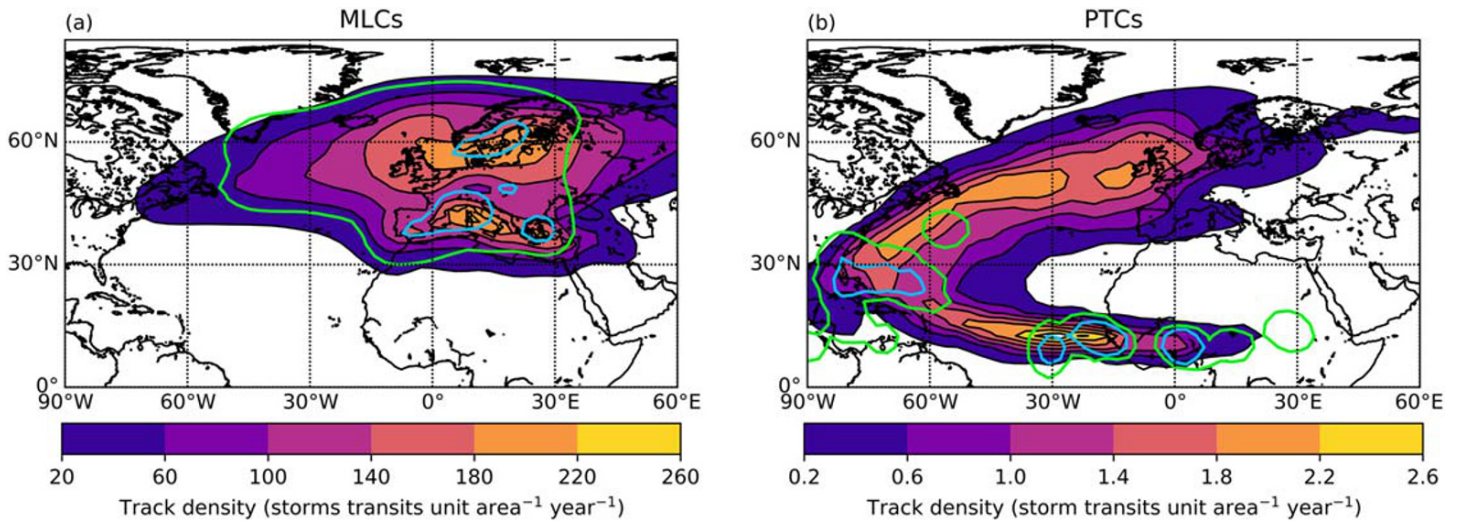 (a) MLCs
(b) PTCs
60°N
30°N
0°
90°W 60°W 30°W 0° 30°E 60°E
20 60 100 140 180 220 260
Track density (storms transits unit area⁻¹ year⁻¹)
60°N
30°N
0°
90°W 60°W 30°W 0° 30°E 60°E
0.2 0.6 1.0 1.4 1.8 2.2 2.6
Track density (storm transits unit area⁻¹ year⁻¹)